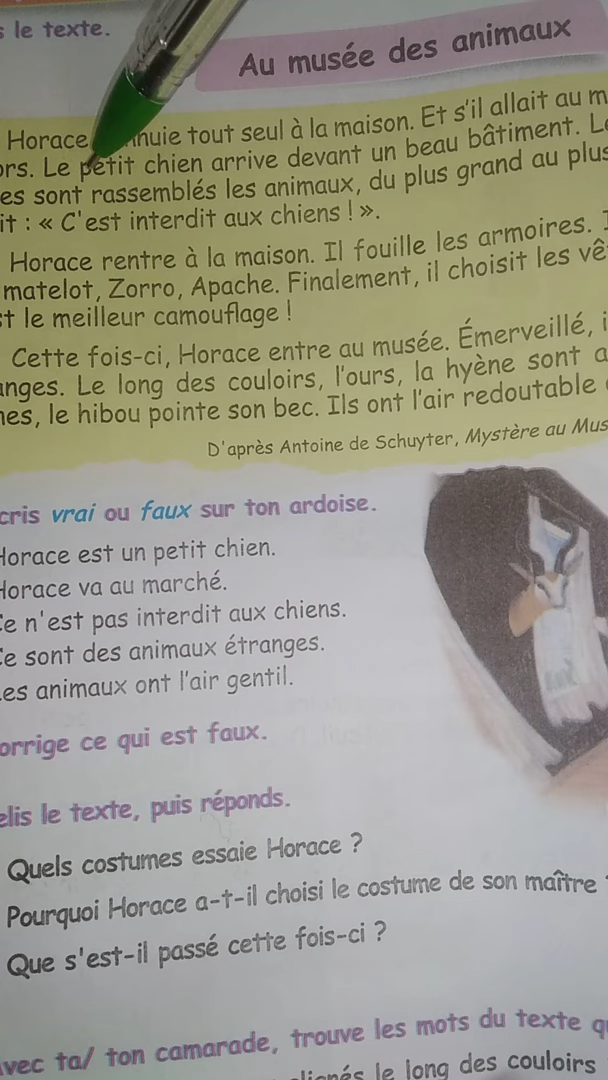 s le texte.
Au musée des animaux
Horace nnuie tout seul à la maison. Et s'il allait au m
ors. Le petit chien arrive devant un beau bâtiment. L
es sont rassemblés les animaux, du plus grand au plus
it : « C'est interdit aux chiens ! ».
Horace rentre à la maison. Il fouille les armoires. I
matelot, Zorro, Apache. Finalement, il choisit les vê
st le meilleur camouflage !
Cette fois-ci, Horace entre au musée. Émerveillé, i
anges. Le long des couloirs, l'ours, la hyène sont a
nes, le hibou pointe son bec. Ils ont l'air redoutable
D'après Antoine de Schuyter, Mystère au Mus
cris vrai ou faux sur ton ardoise.
Horace est un petit chien.
Horace va au marché.
Ce n'est pas interdit aux chiens.
Ce sont des animaux étranges.
Les animaux ont l'air gentil.
orrige ce qui est faux.
elis le texte, puis réponds.
Quels costumes essaie Horace ?
Pourquoi Horace a-t-il choisi le costume de son maître
Que s'est-il passé cette fois-ci ?
avec ta/ ton camarade, trouve les mots du texte q
lignés le long des couloirs